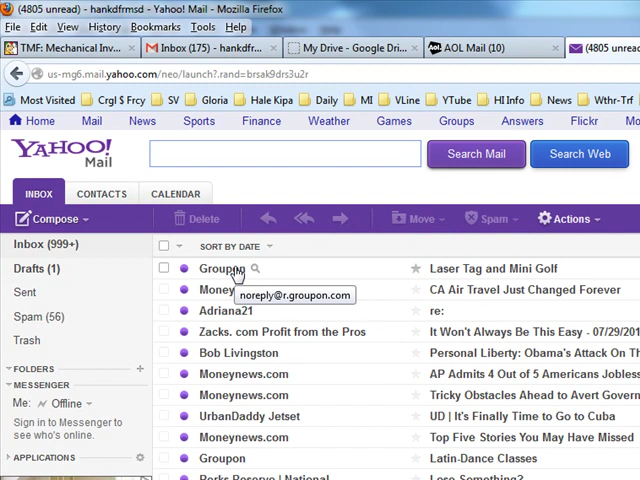 (4805 unread) - hankdfrmsd - Yahoo! Mail - Mozilla Firefox
File Edit View History Bookmarks Tools Help
TMF: Mechanical Inv... × Inbox (175) - hankdfr... × My Drive - Google Dri... × AOL Mail (10) × (4805 unread
us-mg6.mail.yahoo.com/neo/launch?.rand=brsak9drs3u2r
Most Visited Crgl $ Frcy SV Gloria Hale Kipa Daily MI VLine YTube HI Info News Wthr-Trf
Home Mail News Sports Finance Weather Games Groups Answers Flickr Mo
YAHOO! Mail Search Mail Search Web
INBOX CONTACTS CALENDAR
Compose Delete Move Spam Actions
Inbox (999+) SORT BY DATE
Drafts (1) Groupon Laser Tag and Mini Golf
noreply@r.groupon.com
Sent Money CA Air Travel Just Changed Forever
Spam (56) Adriana21 re:
Trash Zacks. com Profit from the Pros It Won't Always Be This Easy - 07/29/201
Bob Livingston Personal Liberty: Obama's Attack On Th
FOLDERS +
MESSENGER Moneynews.com AP Admits 4 Out of 5 Americans Jobles
Me: Offline Moneynews.com Tricky Obstacles Ahead to Avert Govern
Sign in to Messenger to see who's online. UrbanDaddy Jetset UD | It's Finally Time to Go to Cuba
Moneynews.com Top Five Stories You May Have Missed
APPLICATIONS Groupon Latin-Dance Classes
Perks Reserve | National Lose Something?